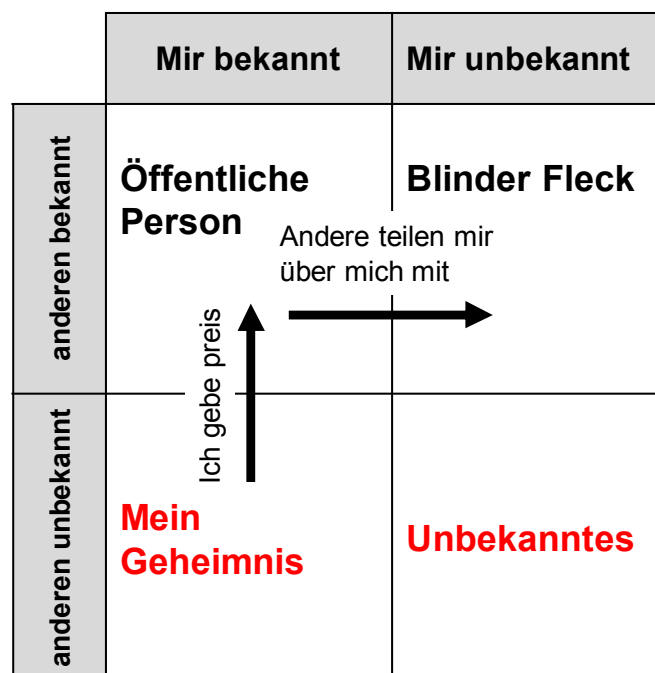 Mir bekannt
Mir unbekannt
anderen bekannt
Öffentliche
Person
Blinder Fleck
Andere teilen mir
über mich mit
Ich gebe preis
anderen unbekannt
Mein
Geheimnis
Unbekanntes